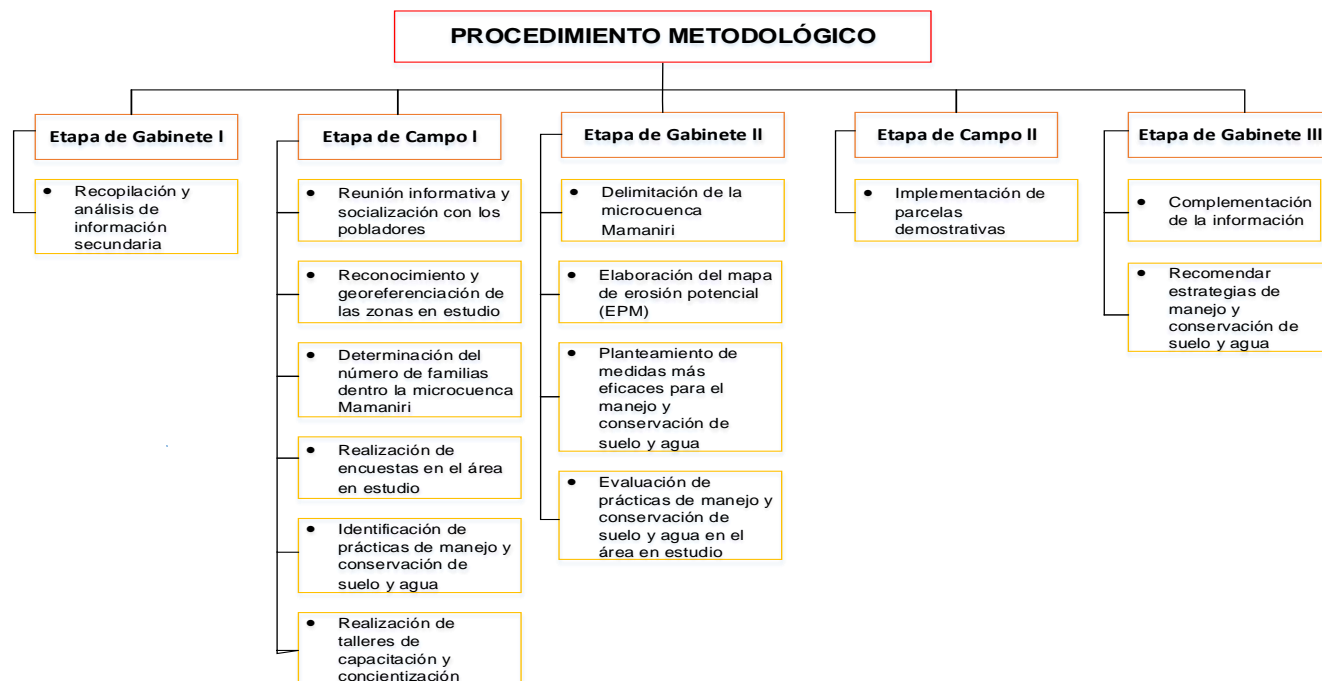 PROCEDIMIENTO METODOLÓGICO
Etapa de Gabinete I
• Recopilación y
análisis de
información
secundaria
Etapa de Campo I
• Reunión informativa y
socialización con los
pobladores
• Reconocimiento y
georeferenciación de
las zonas en estudio
• Determinación del
número de familias
dentro la microcuenca
Mamaniri
• Realización de
encuestas en el área
en estudio
• Identificación de
prácticas de manejo y
conservación de
suelo y agua
• Realización de
talleres de
capacitación y
concientización
Etapa de Gabinete II
• Delimitación de la
microcuenca
Mamaniri
• Elaboración del mapa
de erosión potencial
(EPM)
• Planteamiento de
medidas más
eficaces para el
manejo y
conservación de
suelo y agua
• Evaluación de
prácticas de manejo y
conservación de
suelo y agua en el
área en estudio
Etapa de Campo II
• Implementación de
parcelas
demostrativas
Etapa de Gabinete III
• Complementación
de la información
• Recomendar
estrategias de
manejo y
conservación de
suelo y agua